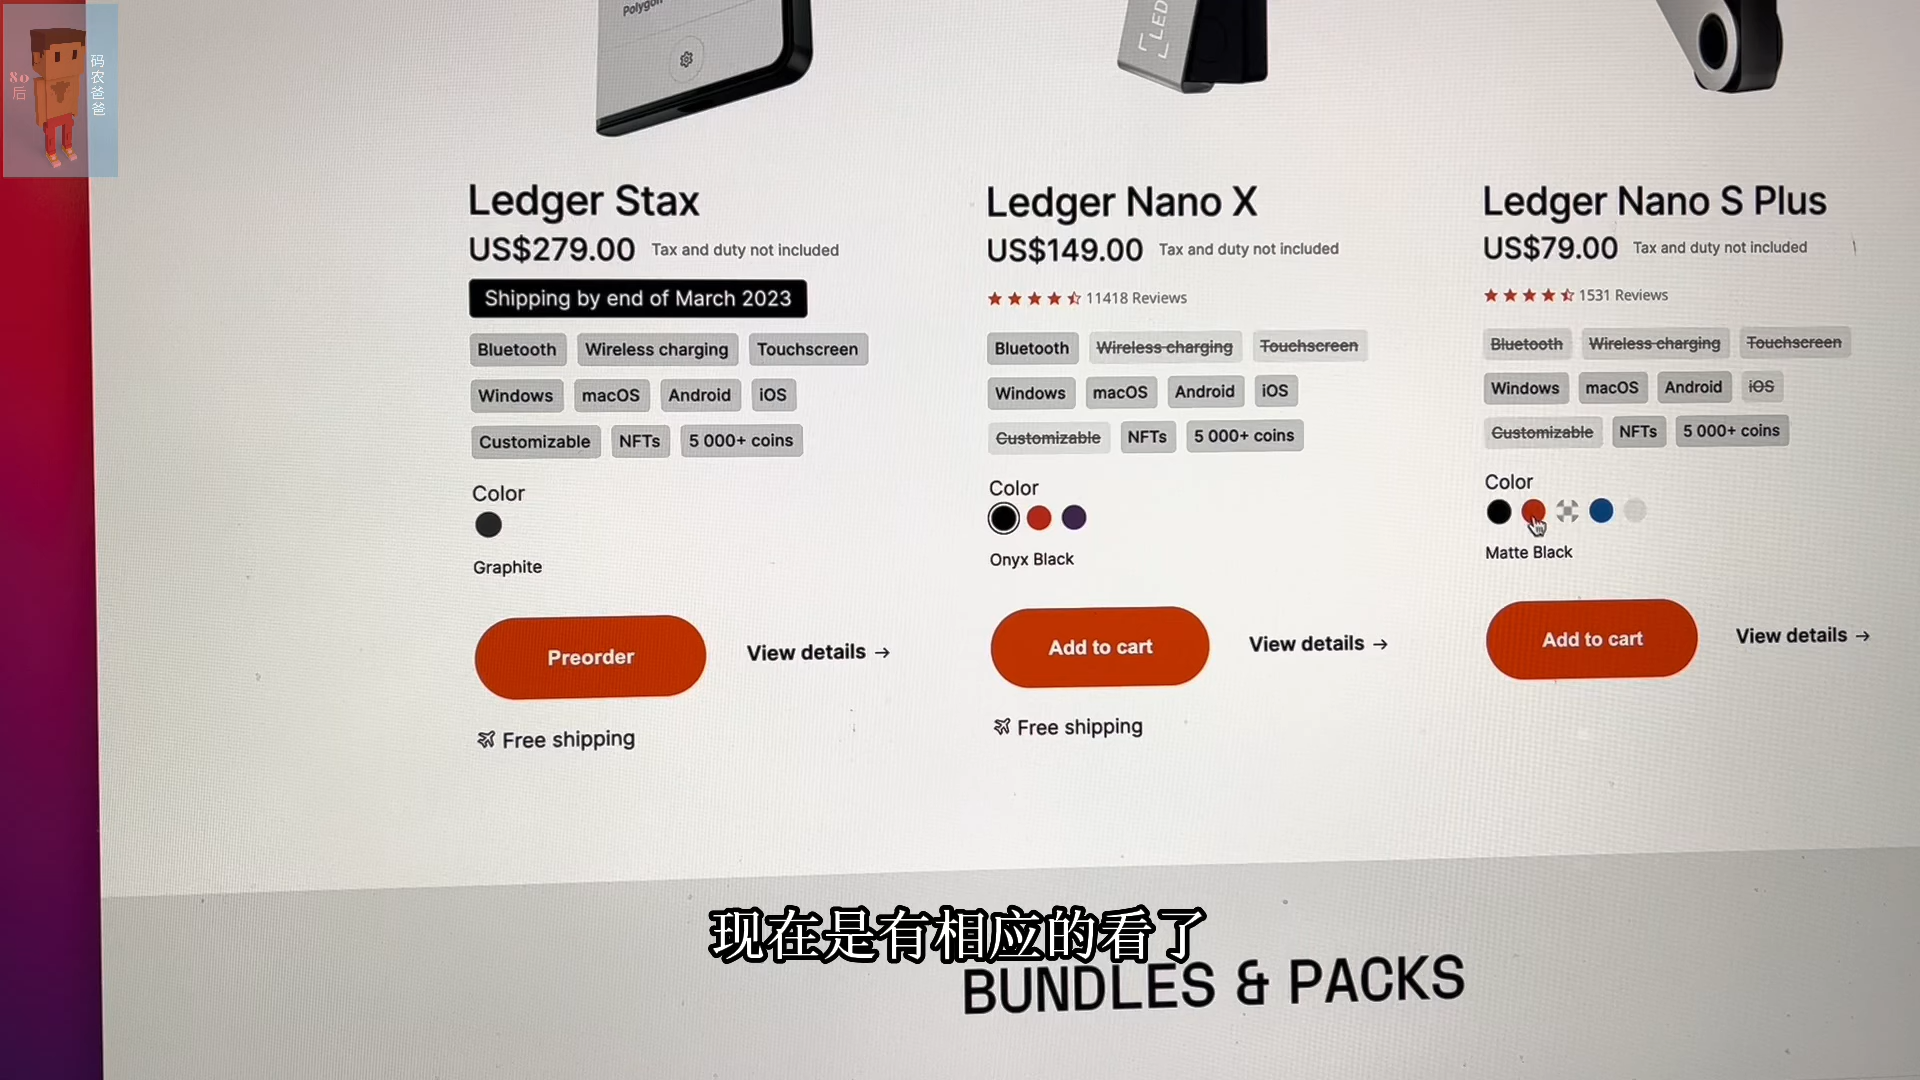 80后
码农爸爸
Polygon
LED
Ledger Stax
US$279.00 Tax and duty not included
Shipping by end of March 2023
Bluetooth Wireless charging Touchscreen
Windows macOS Android iOS
Customizable NFTs 5 000+ coins
Color
Graphite
Preorder
View details →
Free shipping
Ledger Nano X
US$149.00 Tax and duty not included
11418 Reviews
Bluetooth Wireless charging Touchscreen
Windows macOS Android iOS
Customizable NFTs 5 000+ coins
Color
Onyx Black
Add to cart
View details →
Free shipping
Ledger Nano S Plus
US$79.00 Tax and duty not included
1531 Reviews
Bluetooth Wireless charging Touchscreen
Windows macOS Android iOS
Customizable NFTs 5 000+ coins
Color
Matte Black
Add to cart
View details →
现在是有相应的看了
BUNDLES & PACKS